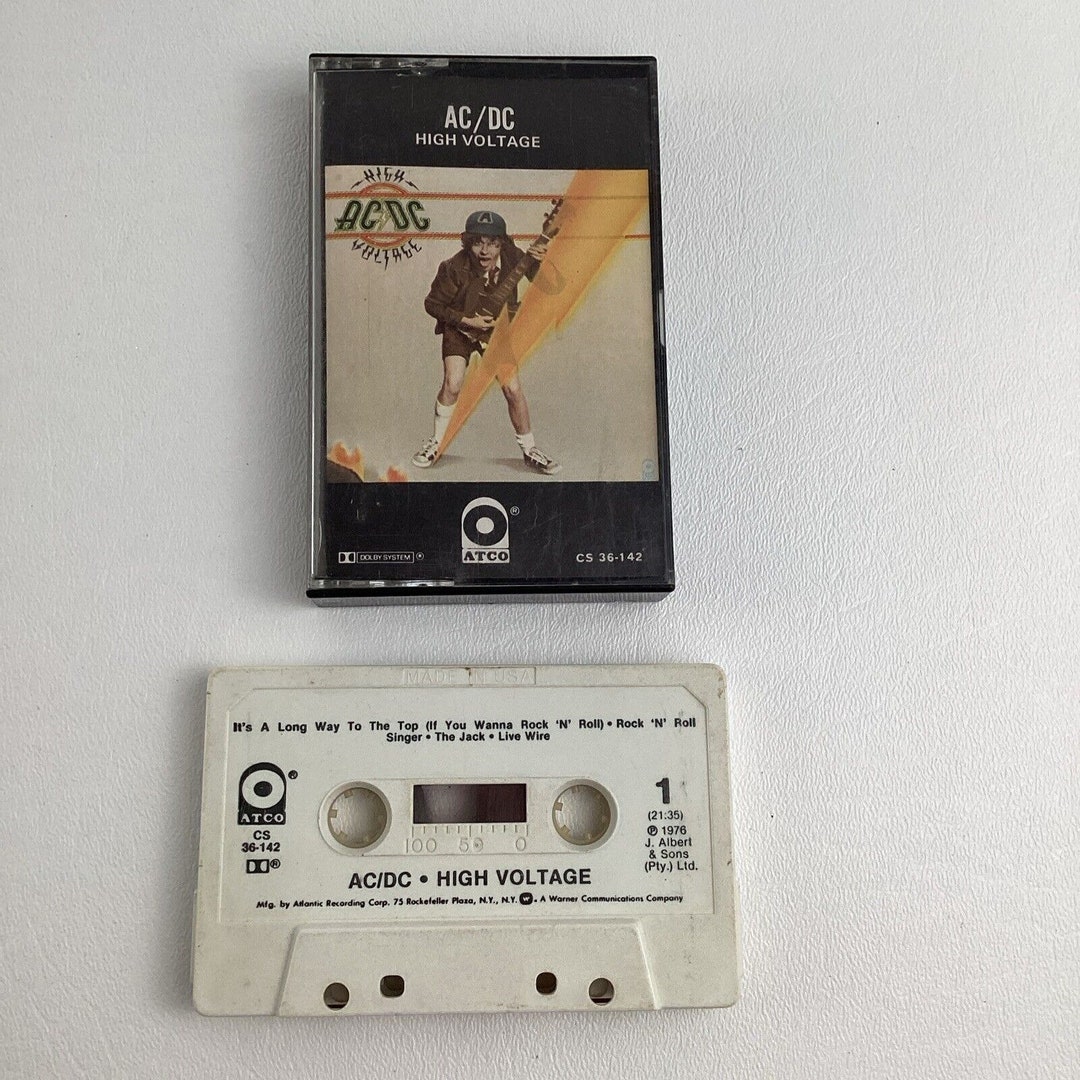 AC/DC
HIGH VOLTAGE
HIGH
AC/DC
VOLTAGE
A
DOLBY SYSTEM ®
ATCO ®
CS 36-142
MADE IN USA
It's A Long Way To The Top (If You Wanna Rock 'N' Roll) • Rock 'N' Roll
Singer • The Jack • Live Wire
ATCO ®
CS
36-142
®
100 50 0
1
(21:35)
℗ 1976
J. Albert
& Sons
(Pty.) Ltd.
AC/DC • HIGH VOLTAGE
Mfg. by Atlantic Recording Corp. 75 Rockefeller Plaza, N.Y., N.Y. . A Warner Communications Company